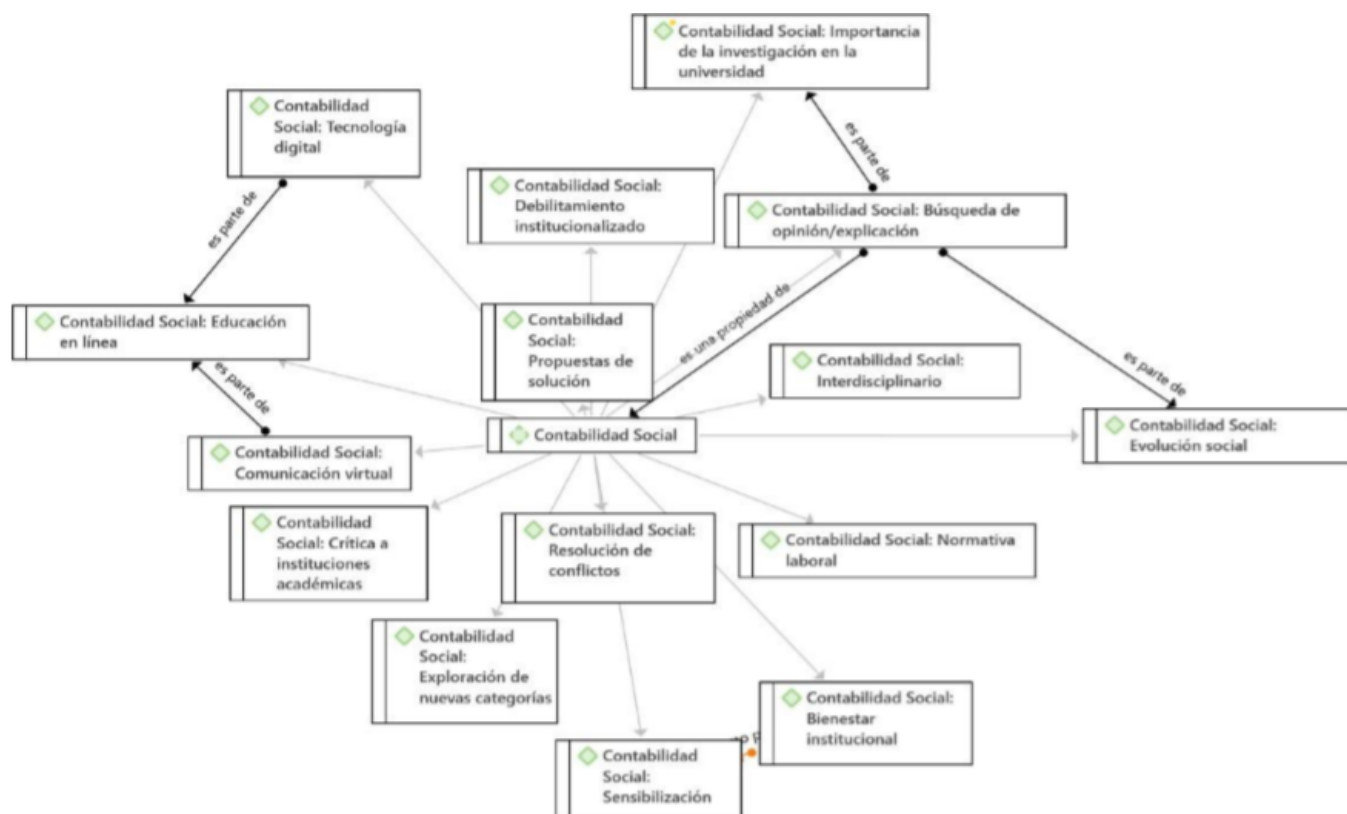 Contabilidad Social: Importancia
de la investigación en la
universidad
Contabilidad
Social: Tecnología
digital
es parte de
Contabilidad Social:
Debilitamiento
institucionalizado
Contabilidad Social: Búsqueda de
opinión/explicación
es parte de
Contabilidad Social: Educación
en línea
Contabilidad
Social:
Propuestas de
solución
es una propiedad de
Contabilidad Social:
Interdisciplinario
es parte de
es parte de
Contabilidad Social
Contabilidad Social:
Evolución social
Contabilidad Social:
Comunicación virtual
Contabilidad
Social: Crítica a
instituciones
académicas
Contabilidad Social:
Resolución de
conflictos
Contabilidad Social: Normativa
laboral
Contabilidad
Social:
Exploración de
nuevas categorías
Contabilidad Social:
Bienestar
institucional
Contabilidad
Social:
Sensibilización